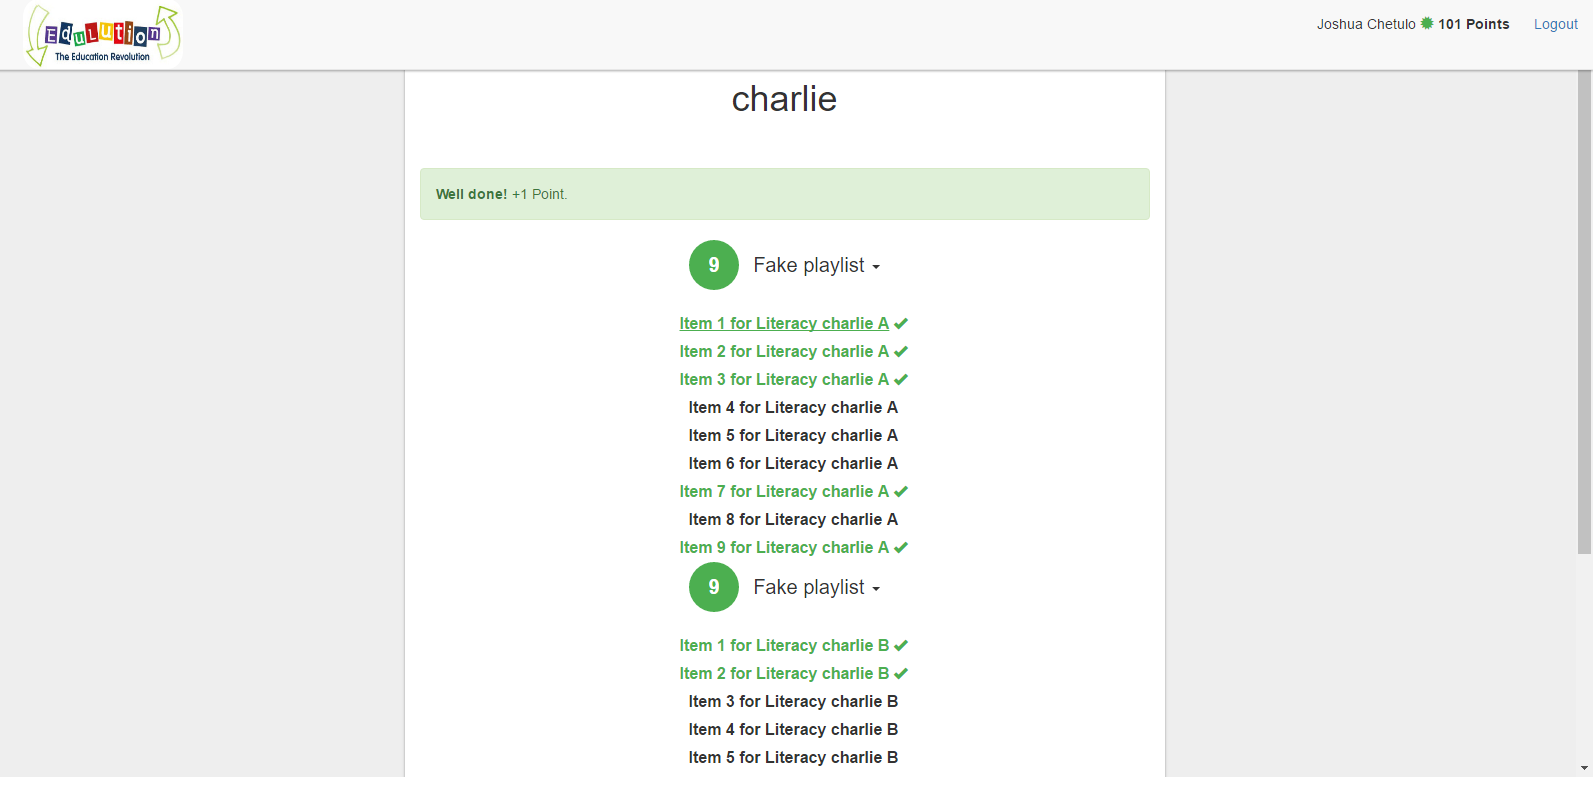 Edulution
The Education Revolution
Joshua Chetulo 101 Points Logout
charlie
Well done! +1 Point.
9 Fake playlist
Item 1 for Literacy charlie A
Item 2 for Literacy charlie A
Item 3 for Literacy charlie A
Item 4 for Literacy charlie A
Item 5 for Literacy charlie A
Item 6 for Literacy charlie A
Item 7 for Literacy charlie A
Item 8 for Literacy charlie A
Item 9 for Literacy charlie A
9 Fake playlist
Item 1 for Literacy charlie B
Item 2 for Literacy charlie B
Item 3 for Literacy charlie B
Item 4 for Literacy charlie B
Item 5 for Literacy charlie B